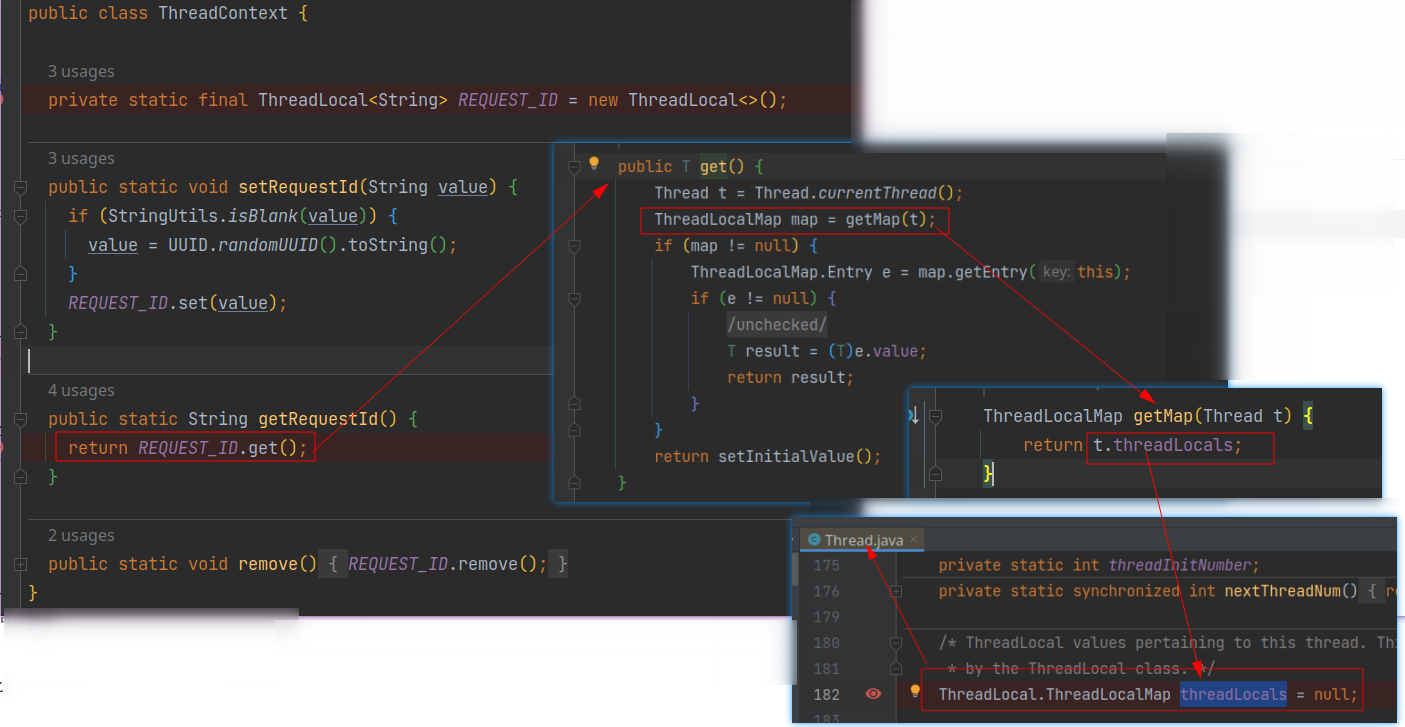 public class ThreadContext {
3 usages
private static final ThreadLocal<String> REQUEST_ID = new ThreadLocal<>();
3 usages
public static void setRequestId(String value) {
if (StringUtils.isBlank(value)) {
value = UUID.randomUUID().toString();
}
REQUEST_ID.set(value);
}
4 usages
public static String getRequestId() {
return REQUEST_ID.get();
}
2 usages
public static void remove() { REQUEST_ID.remove(); }
}
public T get() {
Thread t = Thread.currentThread();
ThreadLocalMap map = getMap(t);
if (map != null) {
ThreadLocalMap.Entry e = map.getEntry( key: this);
if (e != null) {
/unchecked/
T result = (T)e.value;
return result;
}
}
return setInitialValue();
}
ThreadLocalMap getMap(Thread t) {
return t.threadLocals;
}
Thread.java
175 private static int threadInitNumber;
176 private static synchronized int nextThreadNum() { re
179
180 /* ThreadLocal values pertaining to this thread. Thi
181 * by the ThreadLocal class. */
182 ThreadLocal.ThreadLocalMap threadLocals = null;
183